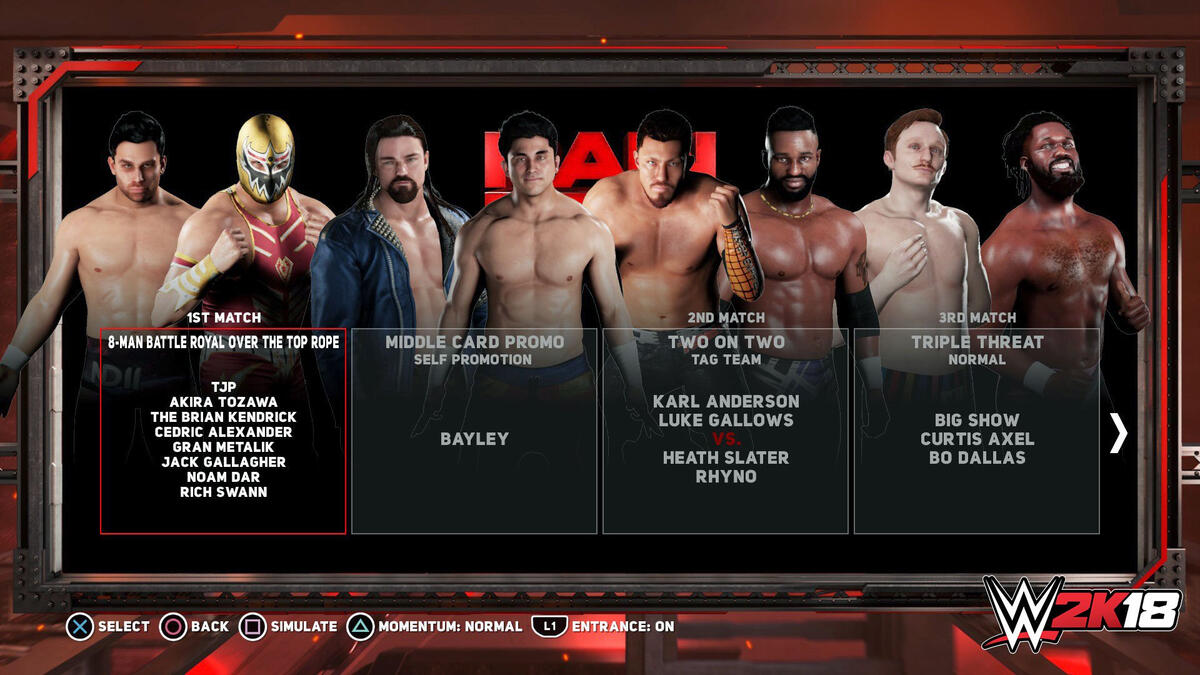 RAW
1ST MATCH
8-MAN BATTLE ROYAL OVER THE TOP ROPE
TJP
AKIRA TOZAWA
THE BRIAN KENDRICK
CEDRIC ALEXANDER
GRAN METALIK
JACK GALLAGHER
NOAM DAR
RICH SWANN
MIDDLE CARD PROMO
SELF PROMOTION
BAYLEY
2ND MATCH
TWO ON TWO
TAG TEAM
KARL ANDERSON
LUKE GALLOWS
VS.
HEATH SLATER
RHYNO
3RD MATCH
TRIPLE THREAT
NORMAL
BIG SHOW
CURTIS AXEL
BO DALLAS
SELECT
BACK
SIMULATE
MOMENTUM: NORMAL
L1 ENTRANCE: ON
W 2K18